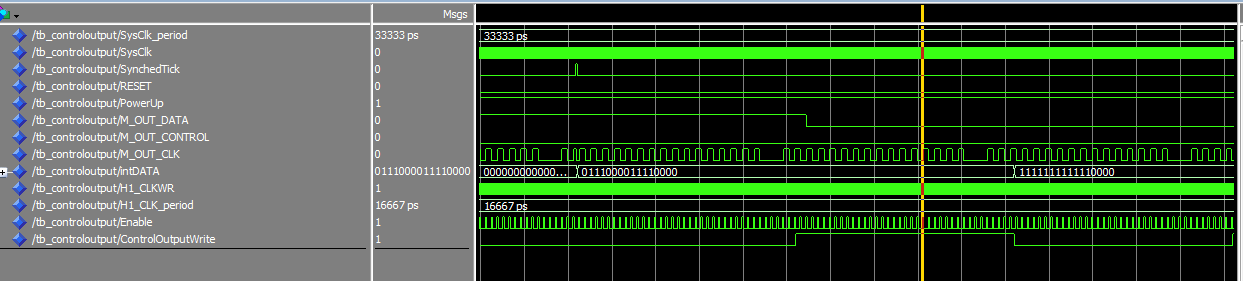 Msgs
/tb_controloutput/SysClk_period 33333 ps 33333 ps
/tb_controloutput/SysClk 0
/tb_controloutput/SynchedTick 0
/tb_controloutput/RESET 0
/tb_controloutput/PowerUp 1
/tb_controloutput/M_OUT_DATA 0
/tb_controloutput/M_OUT_CONTROL 0
/tb_controloutput/M_OUT_CLK 0
/tb_controloutput/intDATA 0111000011110000 000000000000... 0111000011110000 1111111111110000
/tb_controloutput/H1_CLKWR 1
/tb_controloutput/H1_CLK_period 16667 ps 16667 ps
/tb_controloutput/Enable 1
/tb_controloutput/ControlOutputWrite 1